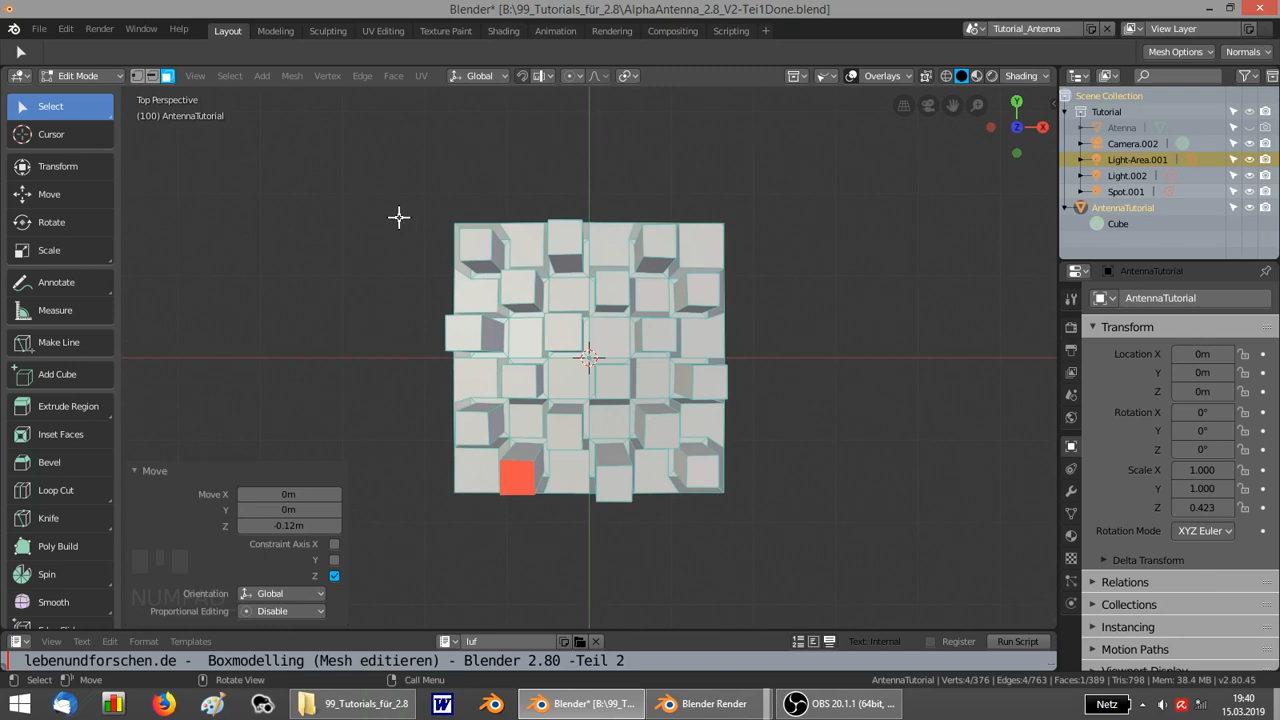 Blender* [B:\99_Tutorials_für_2.8\AlphaAntenna_2.8_V2-Tei1Done.blend]
File Edit Render Window Help Layout Modeling Sculpting UV Editing Texture Paint Shading Animation Rendering Compositing Scripting + Tutorial_Antenna View Layer
Mesh Options Normals
Edit Mode View Select Add Mesh Vertex Edge Face UV Global Overlays Shading
Top Perspective
(100) AntennaTutorial
Select
Cursor
Transform
Move
Rotate
Scale
Annotate
Measure
Make Line
Add Cube
Extrude Region
Inset Faces
Bevel
Loop Cut
Knife
Poly Build
Spin
Smooth
Y
Z X
Move
Move X 0m
Y 0m
Z -0.12m
Constraint Axis X
Y
Z
Orientation Global
Proportional Editing Disable
Scene Collection
Tutorial
Atenna
Camera.002
Light-Area.001
Light.002
Spot.001
AntennaTutorial
Cube
AntennaTutorial
AntennaTutorial
Transform
Location X 0m
Y 0m
Z 0m
Rotation X 0°
Y 0°
Z 0°
Scale X 1.000
Y 1.000
Z 0.423
Rotation Mode XYZ Euler
Delta Transform
Relations
Collections
Instancing
Motion Paths
View Text Edit Format Templates luf Text: Internal Register Run Script
lebenundforschen.de - Boxmodelling (Mesh editieren) - Blender 2.80 -Teil 2
Select Move Rotate View Call Menu AntennaTutorial | Verts:4/376 | Edges:4/763 | Faces:1/389 | Tris:798 | Mem: 38.4 MB | v2.80.45
99_Tutorials_für_2.8 Blender* [B:\99_T... Blender Render OBS 20.1.1 (64bit, ... Netz 19:40
15.03.2019